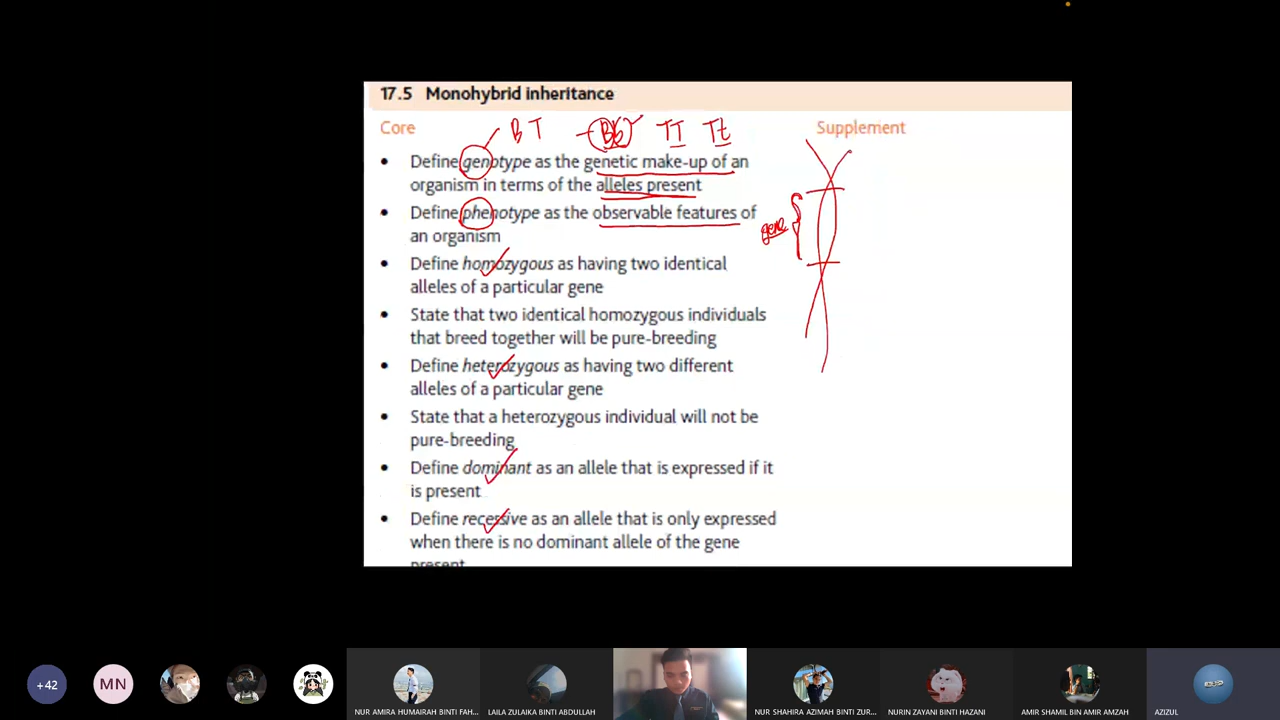 17.5 Monohybrid inheritance
Core
Supplement
B T Bb TT Tt
• Define genotype as the genetic make-up of an
organism in terms of the alleles present
• Define phenotype as the observable features of
an organism
gene
• Define homozygous as having two identical
alleles of a particular gene
• State that two identical homozygous individuals
that breed together will be pure-breeding
• Define heterozygous as having two different
alleles of a particular gene
• State that a heterozygous individual will not be
pure-breeding
• Define dominant as an allele that is expressed if it
is present
• Define recessive as an allele that is only expressed
when there is no dominant allele of the gene
present
+42
MN
NUR AMIRA HUMAIRAH BINTI FAH...
LAILA ZULAIKA BINTI ABDULLAH
NUR SHAHIRA AZIMAH BINTI ZUR...
NURIN ZAYANI BINTI HAZANI
AMIR SHAMIL BIN AMIR AMZAH
AZIZUL